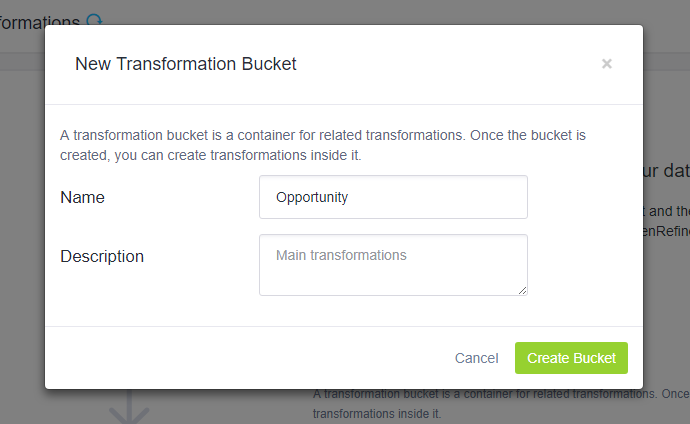 formations
New Transformation Bucket
×
A transformation bucket is a container for related transformations. Once the bucket is
created, you can create transformations inside it.
ur dat
Name
Opportunity
t and the
enRefine
Description
Main transformations
Cancel
Create Bucket
A transformation bucket is a container for related transformations. Once
transformations inside it.